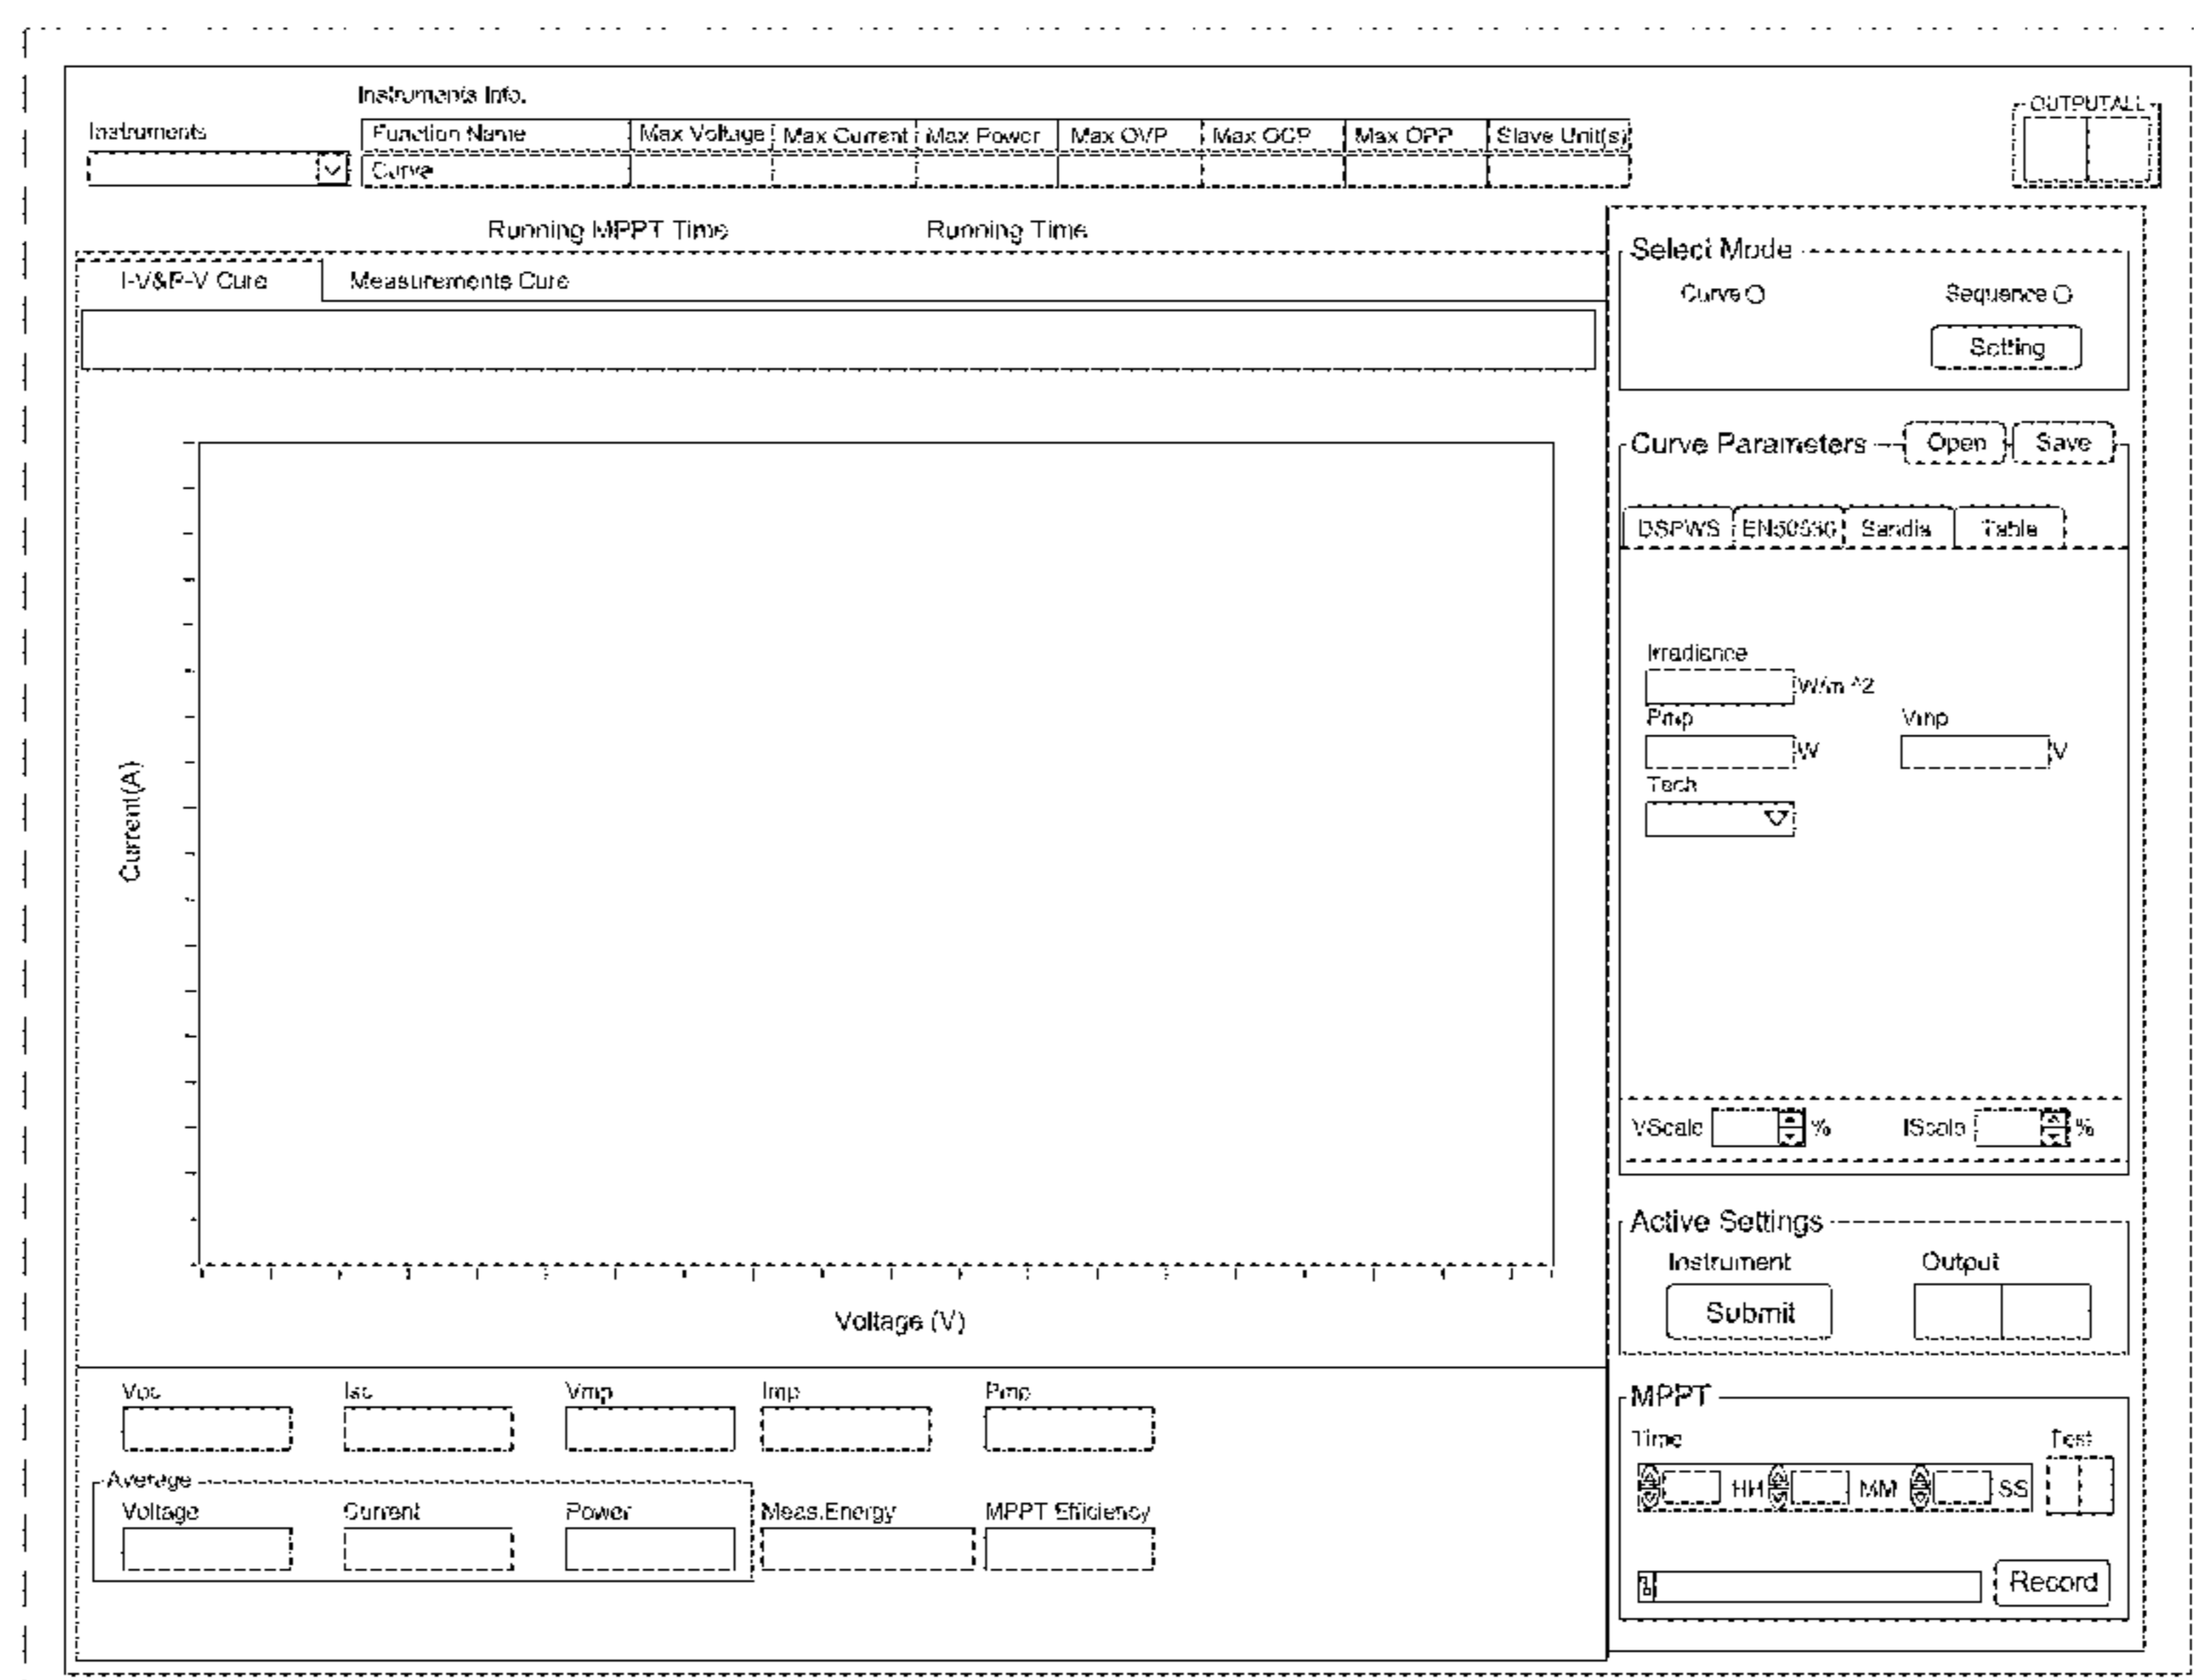 Instruments Info.
Instruments
Function Name Max Voltage Max Current Max Power Max OVP Max OCP Max OPP Slave Unit(s)
Curve
OUTPUTALL
Running MPPT Time Running Time
I-V&P-V Cure Measurements Cure
Current(A)
Voltage (V)
Voc Isc Vmp Imp Pmp
Average
Voltage Current Power Meas.Energy MPPT Efficiency
Select Mode
Curve Sequence
Setting
Curve Parameters Open Save
DSPWS EN50530 Sandia Table
Irradiance
W/m^2
Pmp Vmp
W V
Tech
VScale % IScale %
Active Settings
Instrument Output
Submit
MPPT
Time Test
HH MM SS
Record